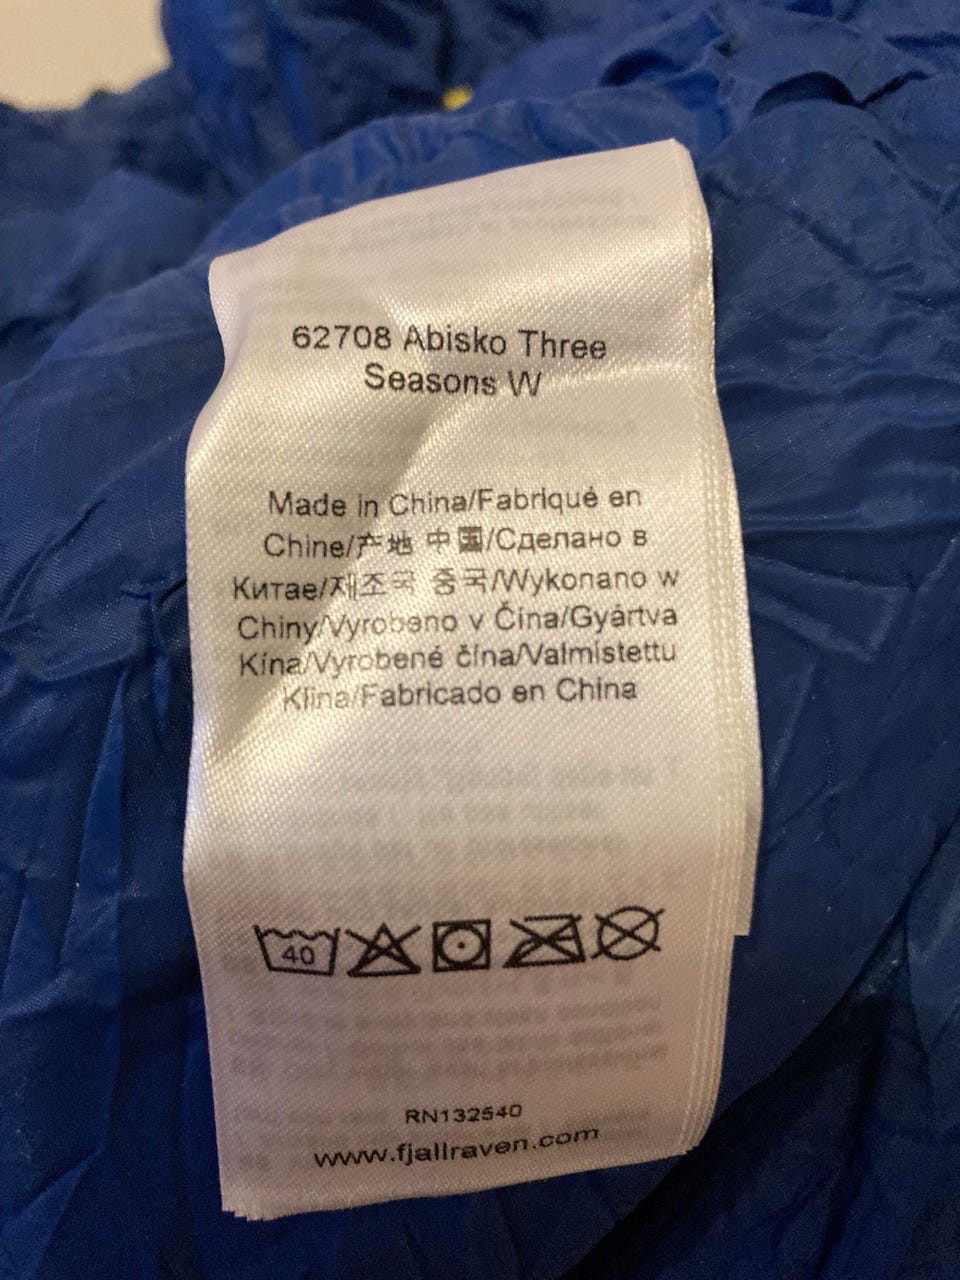 62708 Abisko Three
Seasons W
Made in China/Fabriqué en
Chine/产地 中国/Сделано в
Китае/제조국 중국/Wykonano w
Chiny/Vyrobeno v Čína/Gyártva
Kína/Vyrobené čína/Valmistettu
Kiina/Fabricado en China
40
RN132540
www.fjallraven.com